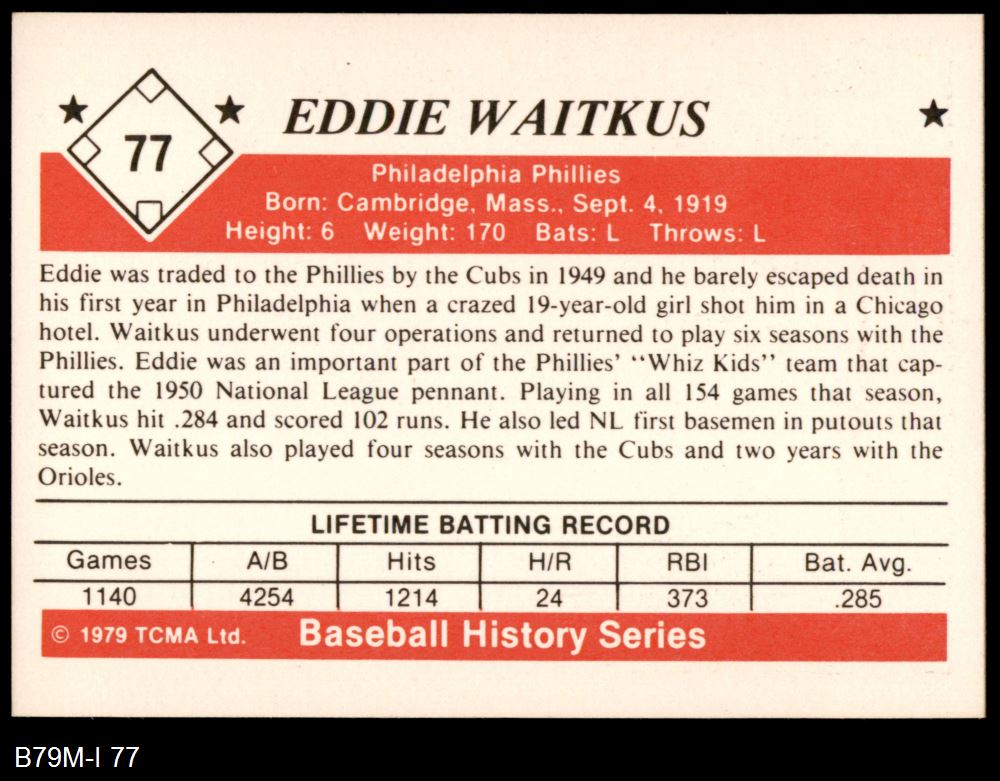 77
EDDIE WAITKUS
Philadelphia Phillies
Born: Cambridge, Mass., Sept. 4, 1919
Height: 6 Weight: 170 Bats: L Throws: L
Eddie was traded to the Phillies by the Cubs in 1949 and he barely escaped death in
his first year in Philadelphia when a crazed 19-year-old girl shot him in a Chicago
hotel. Waitkus underwent four operations and returned to play six seasons with the
Phillies. Eddie was an important part of the Phillies' "Whiz Kids" team that cap-
tured the 1950 National League pennant. Playing in all 154 games that season,
Waitkus hit .284 and scored 102 runs. He also led NL first basemen in putouts that
season. Waitkus also played four seasons with the Cubs and two years with the
Orioles.
LIFETIME BATTING RECORD
Games A/B Hits H/R RBI Bat. Avg.
1140 4254 1214 24 373 .285
© 1979 TCMA Ltd. Baseball History Series
B79M-I 77